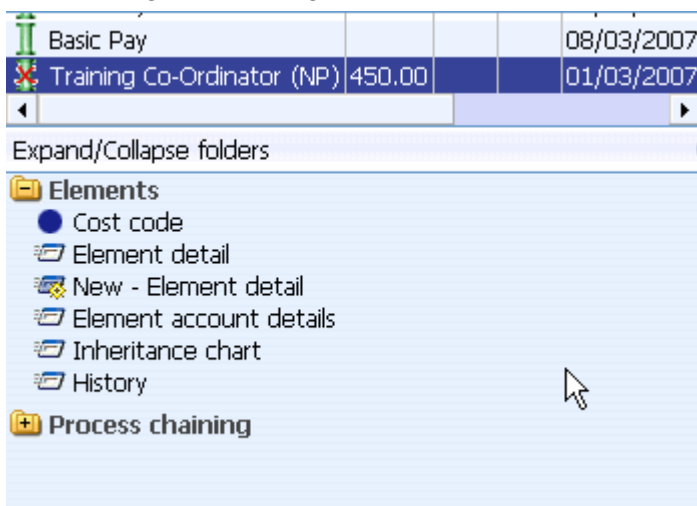 Basic Pay 08/03/2007
Training Co-Ordinator (NP) 450.00 01/03/2007
Expand/Collapse folders
Elements
Cost code
Element detail
New - Element detail
Element account details
Inheritance chart
History
Process chaining